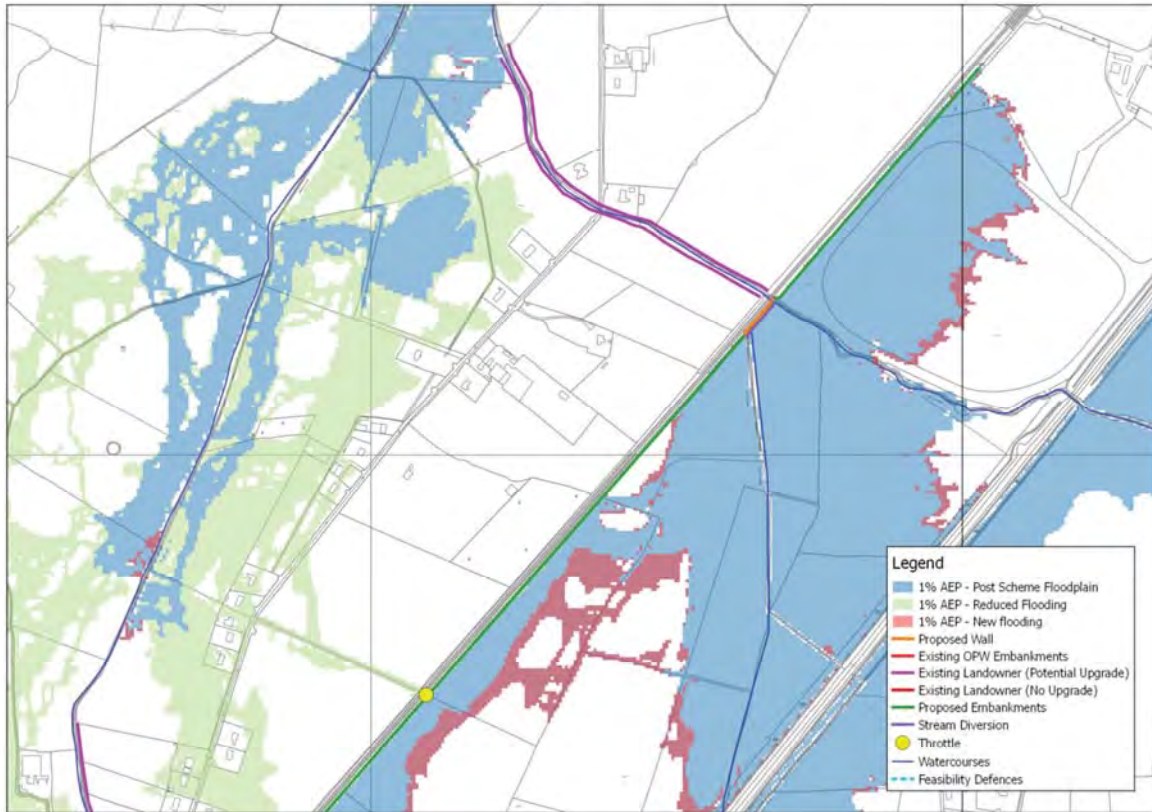 Legend
1% AEP - Post Scheme Floodplain
1% AEP - Reduced Flooding
1% AEP - New flooding
Proposed Wall
Existing OPW Embankments
Existing Landowner (Potential Upgrade)
Existing Landowner (No Upgrade)
Proposed Embankments
Stream Diversion
Throttle
Watercourses
Feasibility Defences